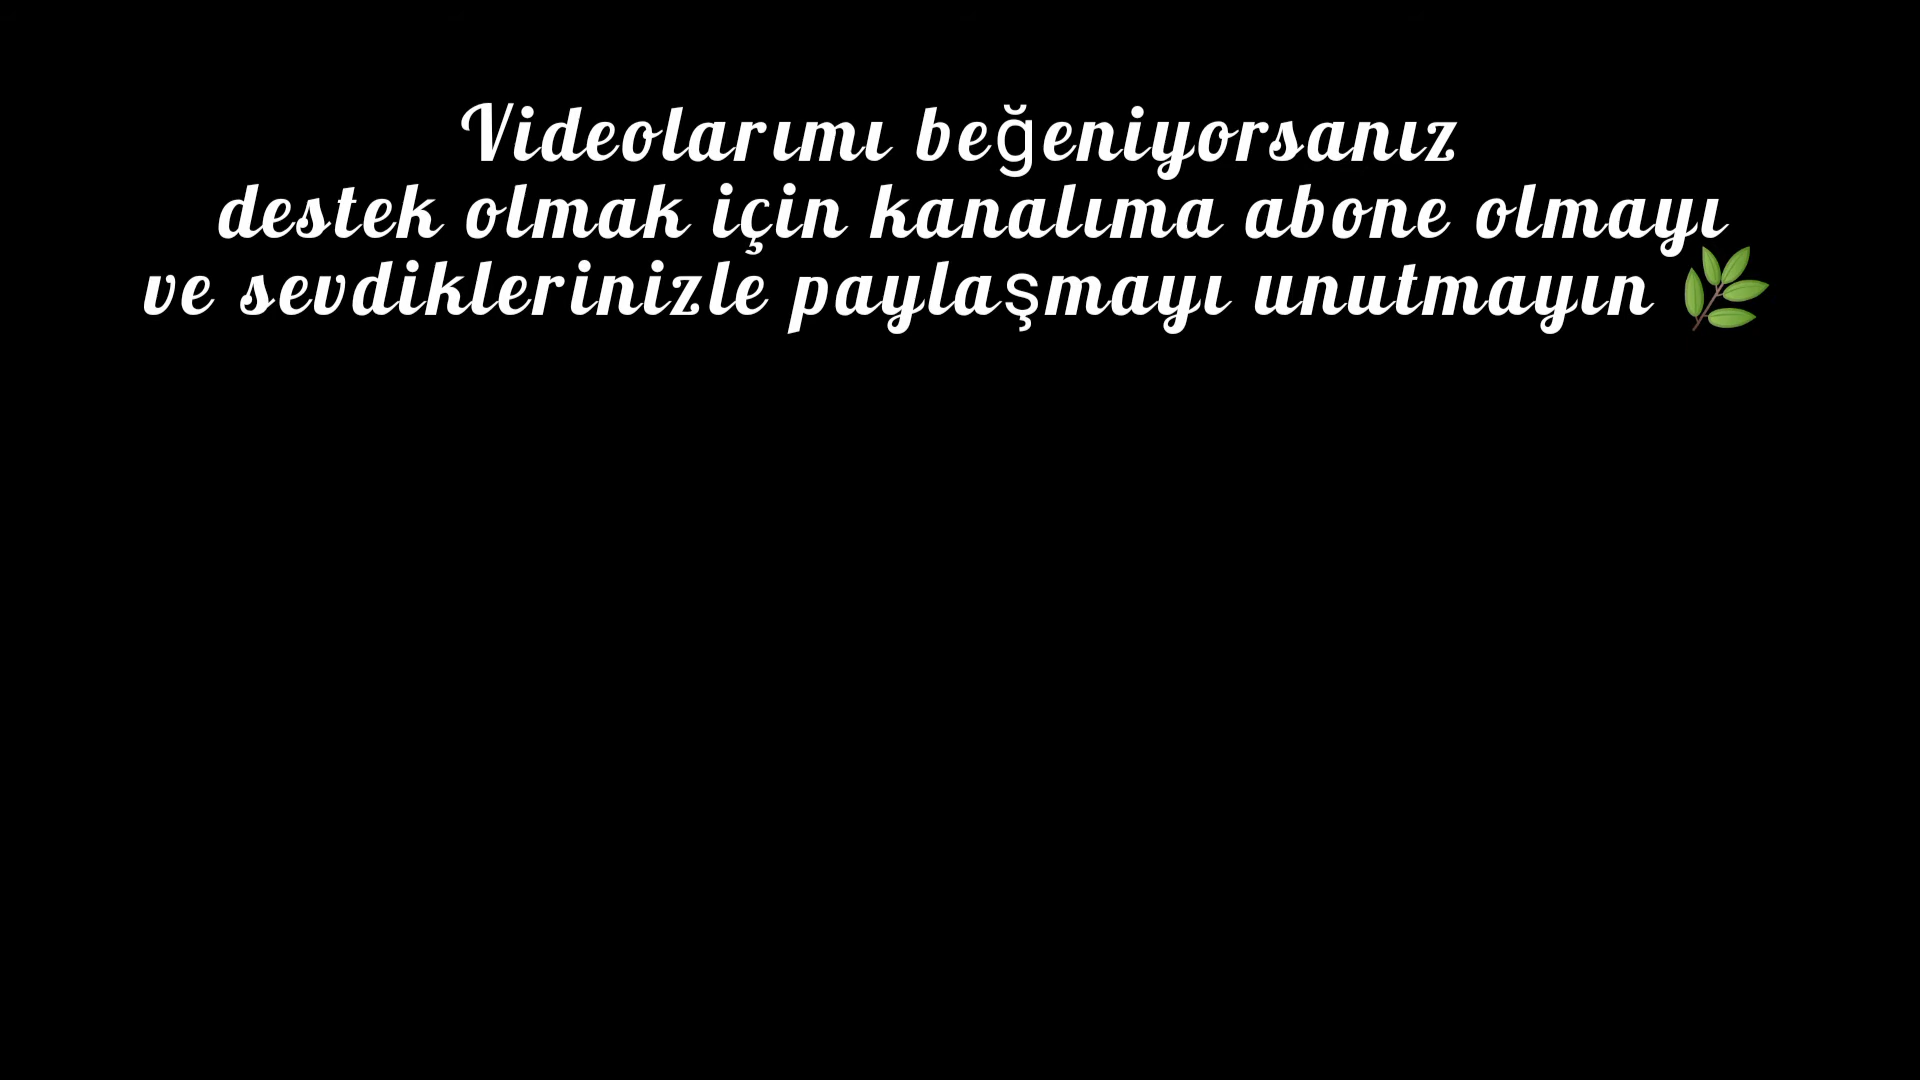 Videolarımı beğeniyorsanız
destek olmak için kanalıma abone olmayı
ve sevdiklerinizle paylaşmayı unutmayın 🌿